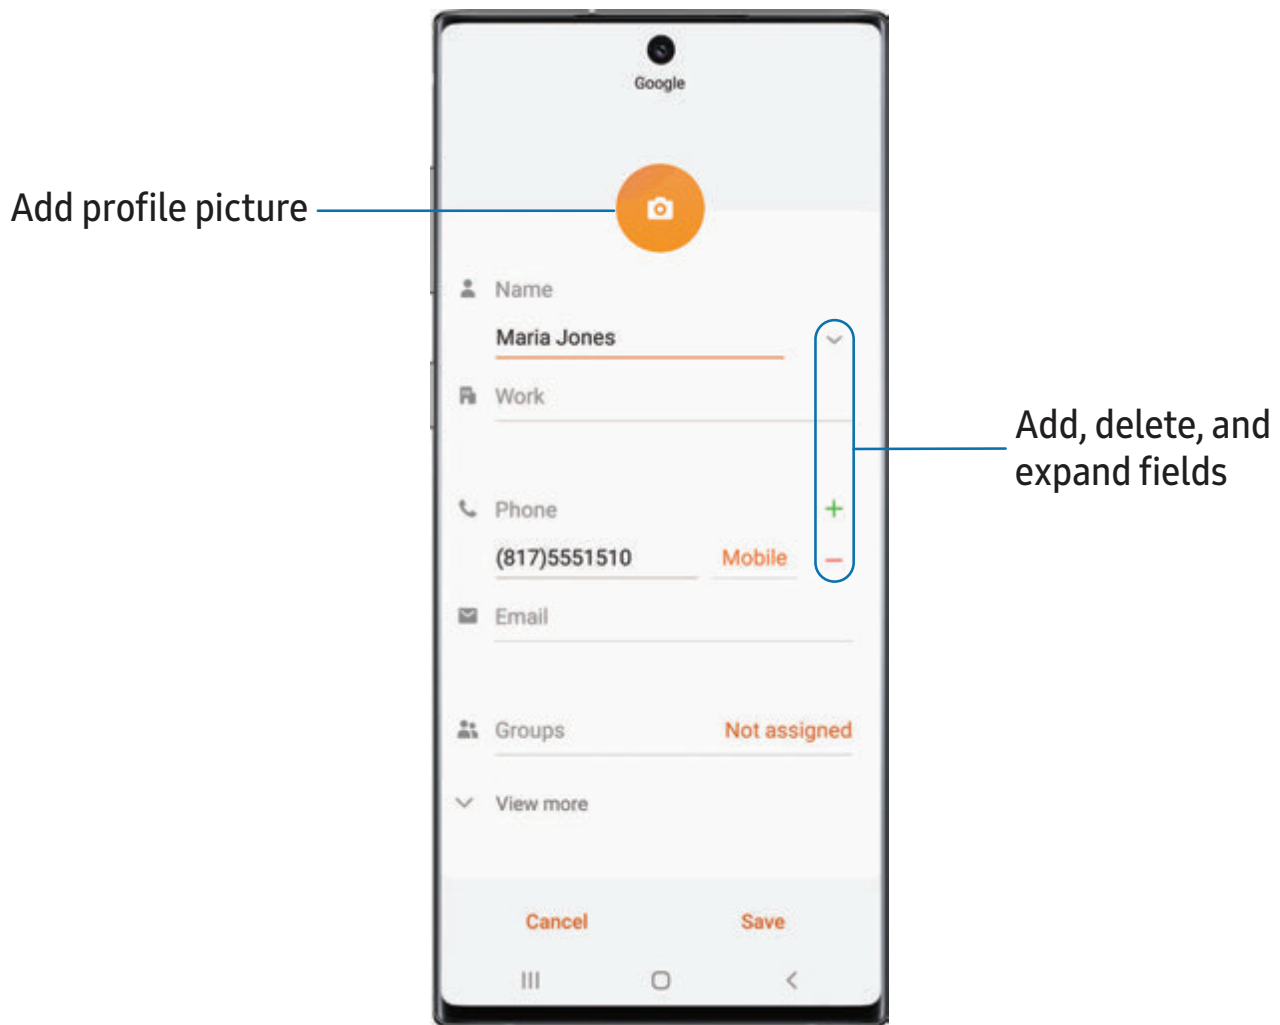 Google
Add profile picture
Name
Maria Jones
Work
Add, delete, and
expand fields
Phone
(817)5551510 Mobile
Email
Groups Not assigned
View more
Cancel Save